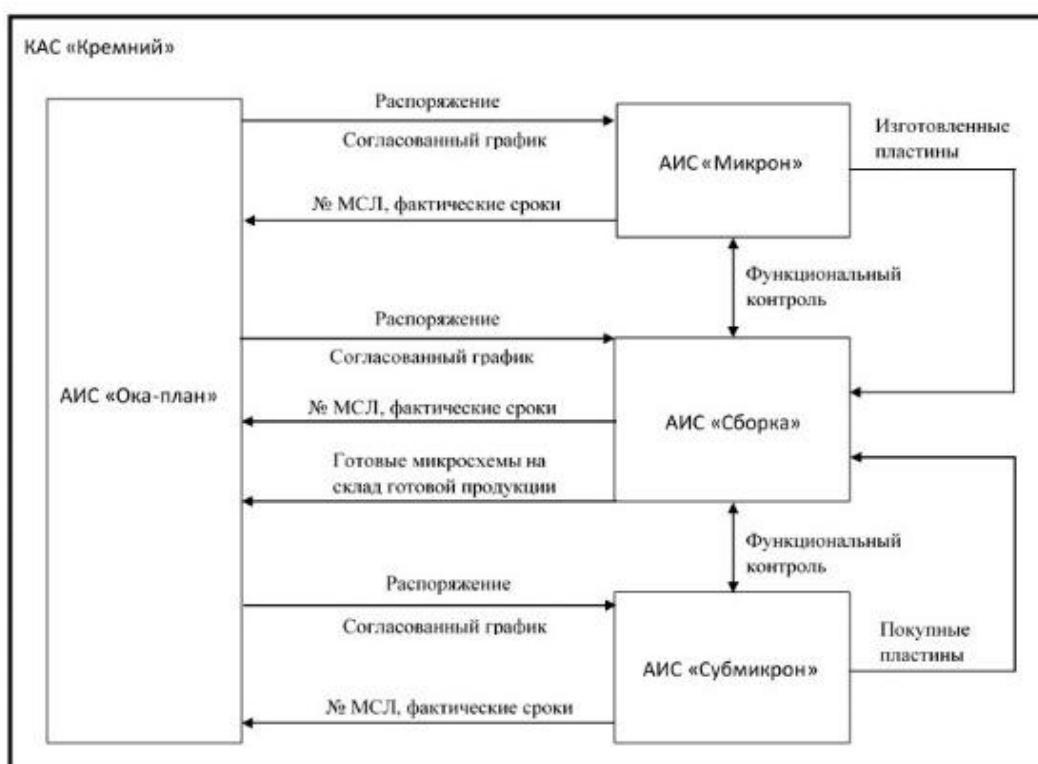 КАС «Кремний»
Распоряжение
Согласованный график
АИС «Микрон»
Изготовленные
пластины
№ МСЛ, фактические сроки
Функциональный
контроль
Распоряжение
Согласованный график
АИС «Ока-план»
№ МСЛ, фактические сроки
АИС «Сборка»
Готовые микросхемы на
склад готовой продукции
Функциональный
контроль
Распоряжение
Согласованный график
АИС «Субмикрон»
Покупные
пластины
№ МСЛ, фактические сроки